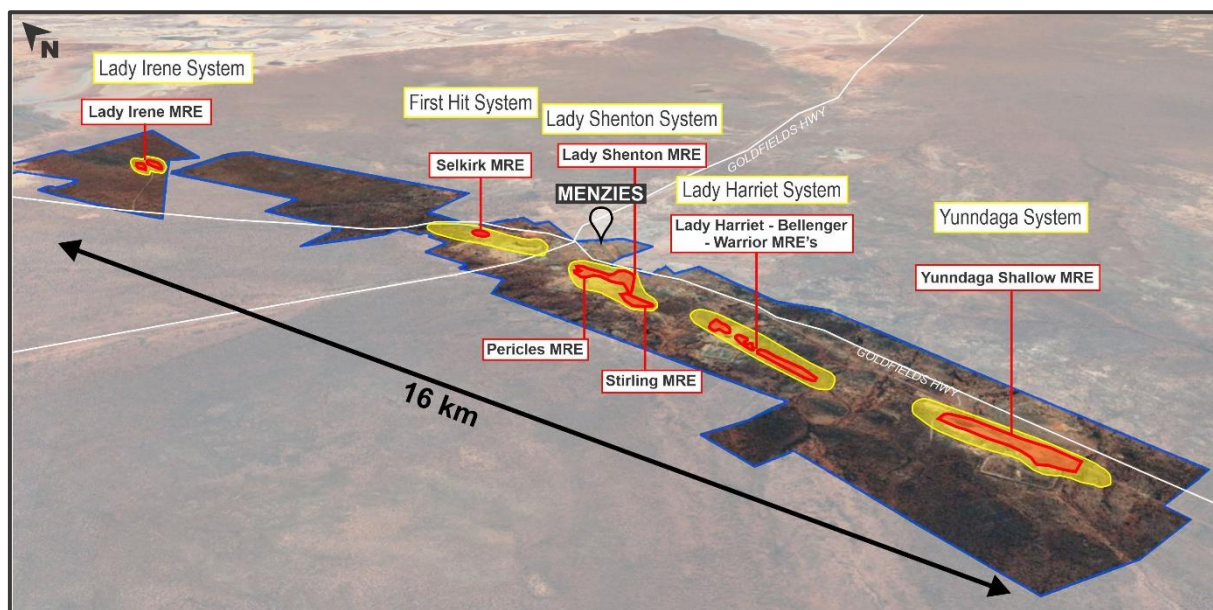 N
Lady Irene System
Lady Irene MRE
First Hit System
Selkirk MRE
Lady Shenton System
Lady Shenton MRE
MENZIES
GOLDFIELDS HWY
Lady Harriet System
Lady Harriet - Bellenger
- Warrior MRE's
Yunndaga System
Yunndaga Shallow MRE
Pericles MRE
Stirling MRE
GOLDFIELDS HWY
16 km